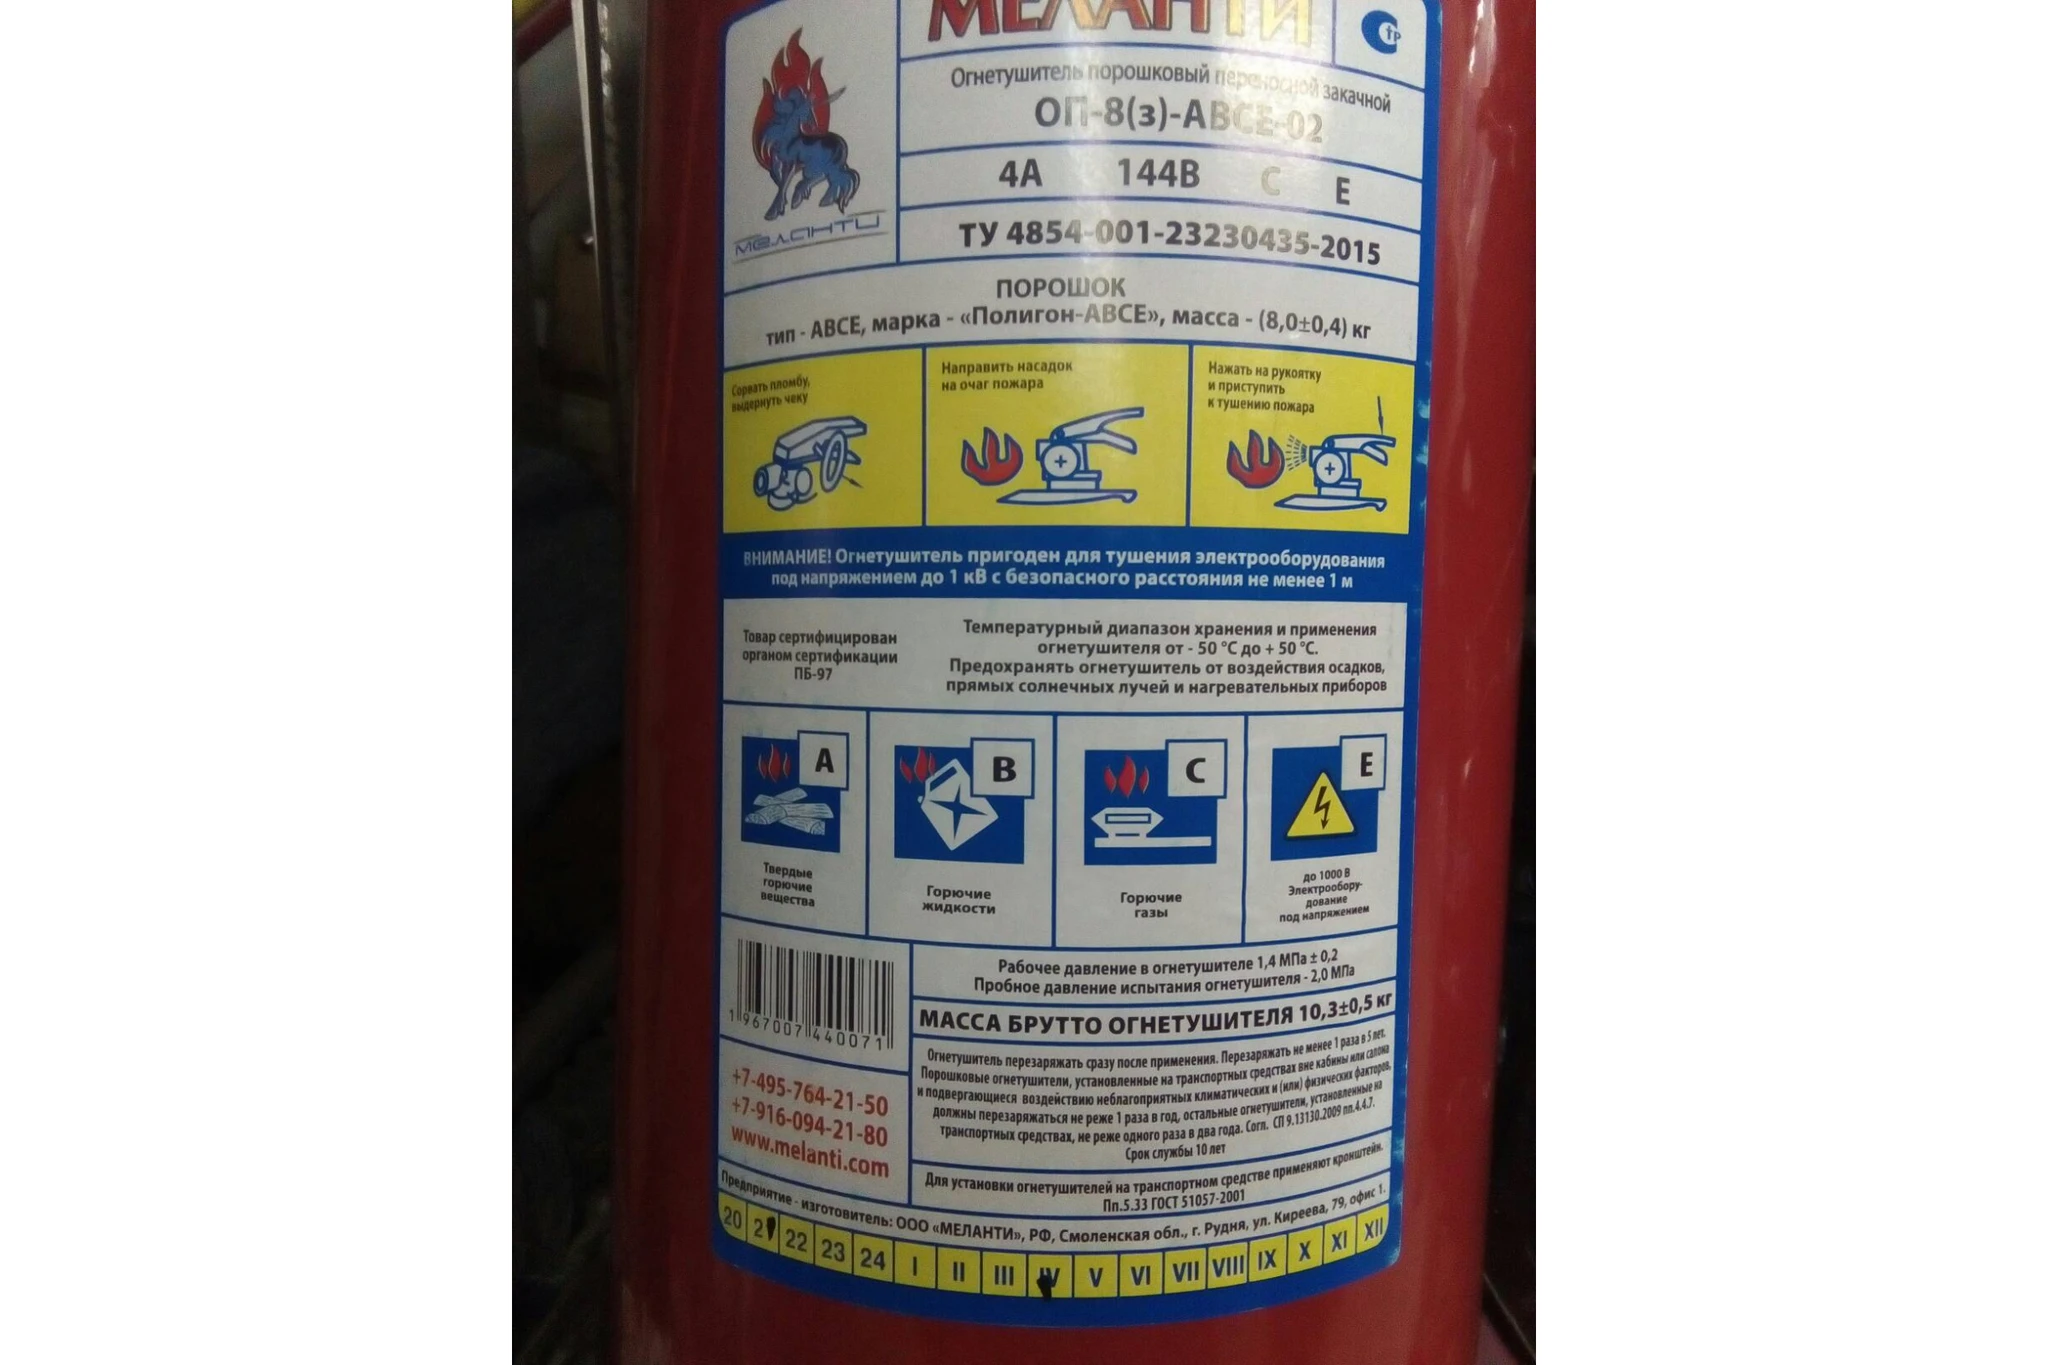 МЕЛАНТИ
тр
Огнетушитель порошковый переносной закачной
ОП-8(з)-АВСЕ-02
4А 144В С Е
ТУ 4854-001-23230435-2015
МЕЛАНТИ
ПОРОШОК
тип - АВСЕ, марка - «Полигон-АВСЕ», масса - (8,0±0,4) кг
Сорвать пломбу,
выдернуть чеку
Направить насадок
на очаг пожара
Нажать на рукоятку
и приступить
к тушению пожара
ВНИМАНИЕ! Огнетушитель пригоден для тушения электрооборудования
под напряжением до 1 кВ с безопасного расстояния не менее 1 м
Товар сертифицирован
органом сертификации
ПБ-97
Температурный диапазон хранения и применения
огнетушителя от - 50 °С до + 50 °С.
Предохранять огнетушитель от воздействия осадков,
прямых солнечных лучей и нагревательных приборов
A
Твердые
горючие
вещества
B
Горючие
жидкости
C
Горючие
газы
E
до 1000 В
Электрообору-
дование
под напряжением
1 967007 440071
Рабочее давление в огнетушителе 1,4 МПа ± 0,2
Пробное давление испытания огнетушителя - 2,0 МПа
МАССА БРУТТО ОГНЕТУШИТЕЛЯ 10,3±0,5 кг
Огнетушитель перезаряжать сразу после применения. Перезаряжать не менее 1 раза в 5 лет.
Порошковые огнетушители, установленные на транспортных средствах вне кабины или салона
и подвергающиеся воздействию неблагоприятных климатических и (или) физических факторов,
должны перезаряжаться не реже 1 раза в год, остальные огнетушители, установленные на
транспортных средствах, не реже одного раза в два года. Согл. СП 9.13130.2009 пп.4.4.7.
Срок службы 10 лет
+7-495-764-21-50
+7-916-094-21-80
www.melanti.com
Для установки огнетушителей на транспортном средстве применяют кронштейн.
Пп.5.33 ГОСТ 51057-2001
Предприятие - изготовитель: ООО «МЕЛАНТИ», РФ, Смоленская обл., г. Рудня, ул. Киреева, 79, офис 1.
20 21 22 23 24 I II III IV V VI VII VIII IX X XI XII